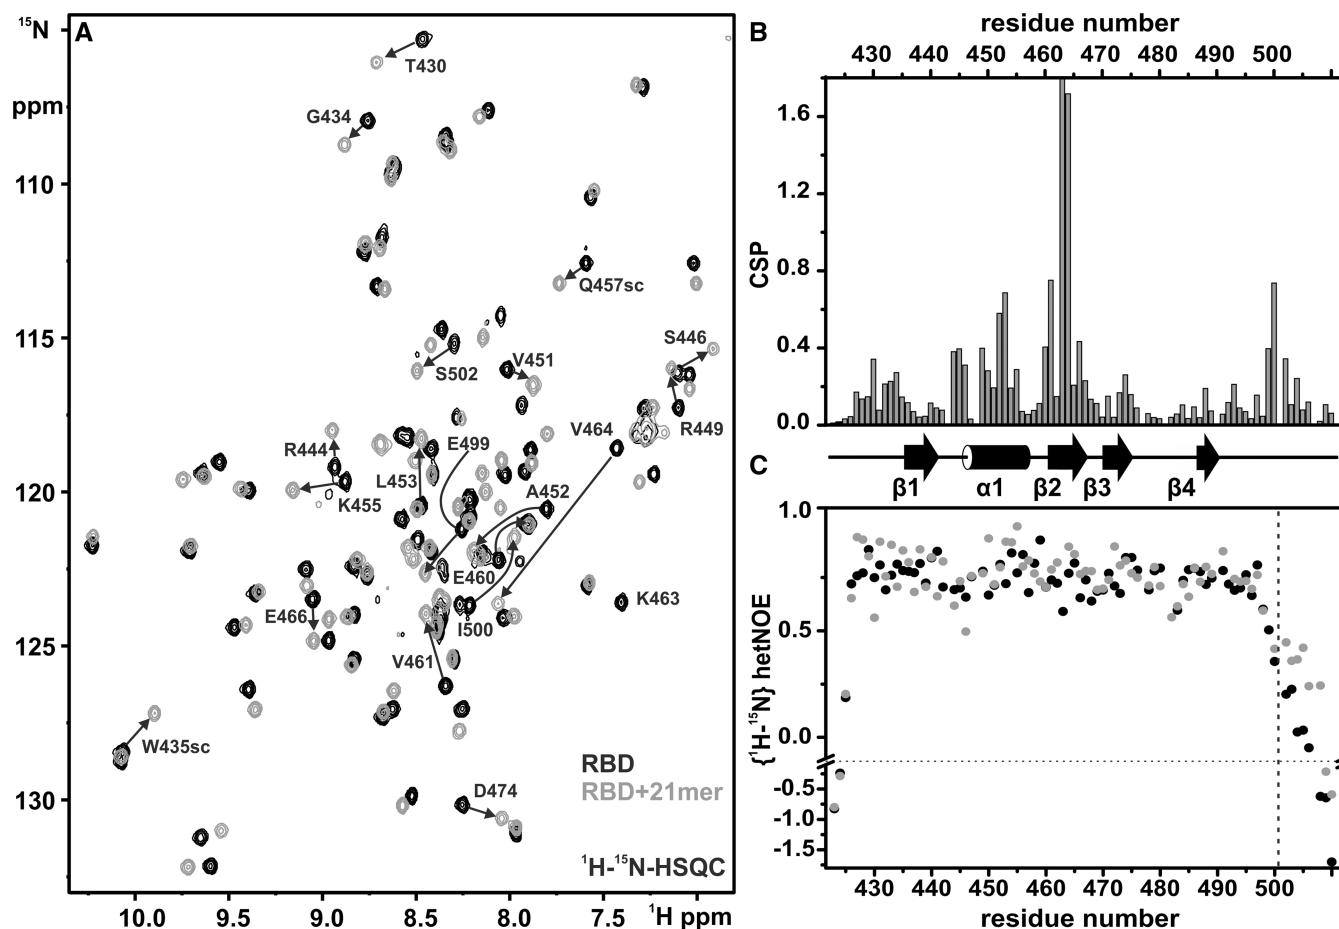 A
15N
ppm
110
115
120
125
130
T430
G434
Q457sc
S446
V451
S502
R449
E499
V464
R444
L453
K455
A452
E460
K463
E466
I500
V461
W435sc
RBD
RBD+21mer
D474
1H-15N-HSQC
10.0 9.5 9.0 8.5 8.0 7.5
1H ppm
B
residue number
430 440 450 460 470 480 490 500
CSP
1.6
1.2
0.8
0.4
0.0
β1 α1 β2 β3 β4
C
{1H-15N} hetNOE
1.0
0.5
0.0
-0.5
-1.0
-1.5
430 440 450 460 470 480 490 500
residue number